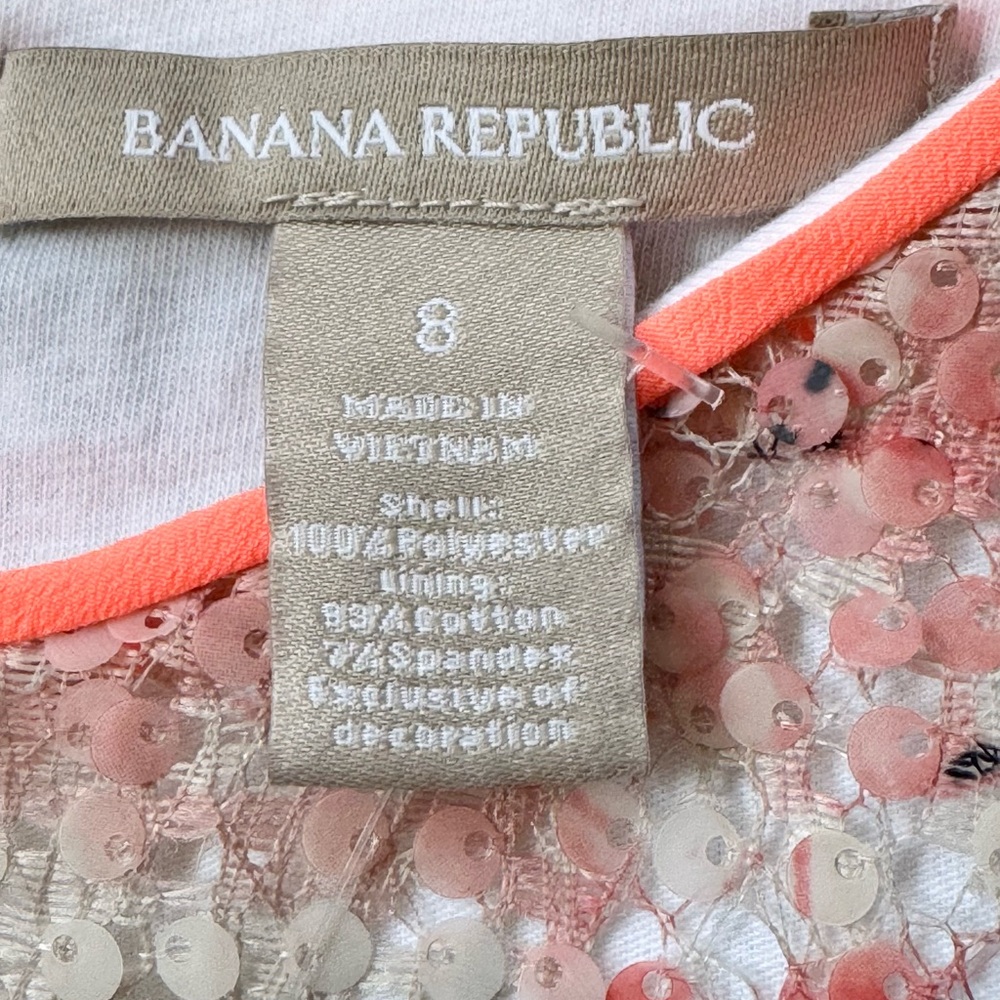 BANANA REPUBLIC
8
MADE IN
VIETNAM
Shell:
100% Polyester
Lining:
93% Cotton
7% Spandex
Exclusive of
decoration